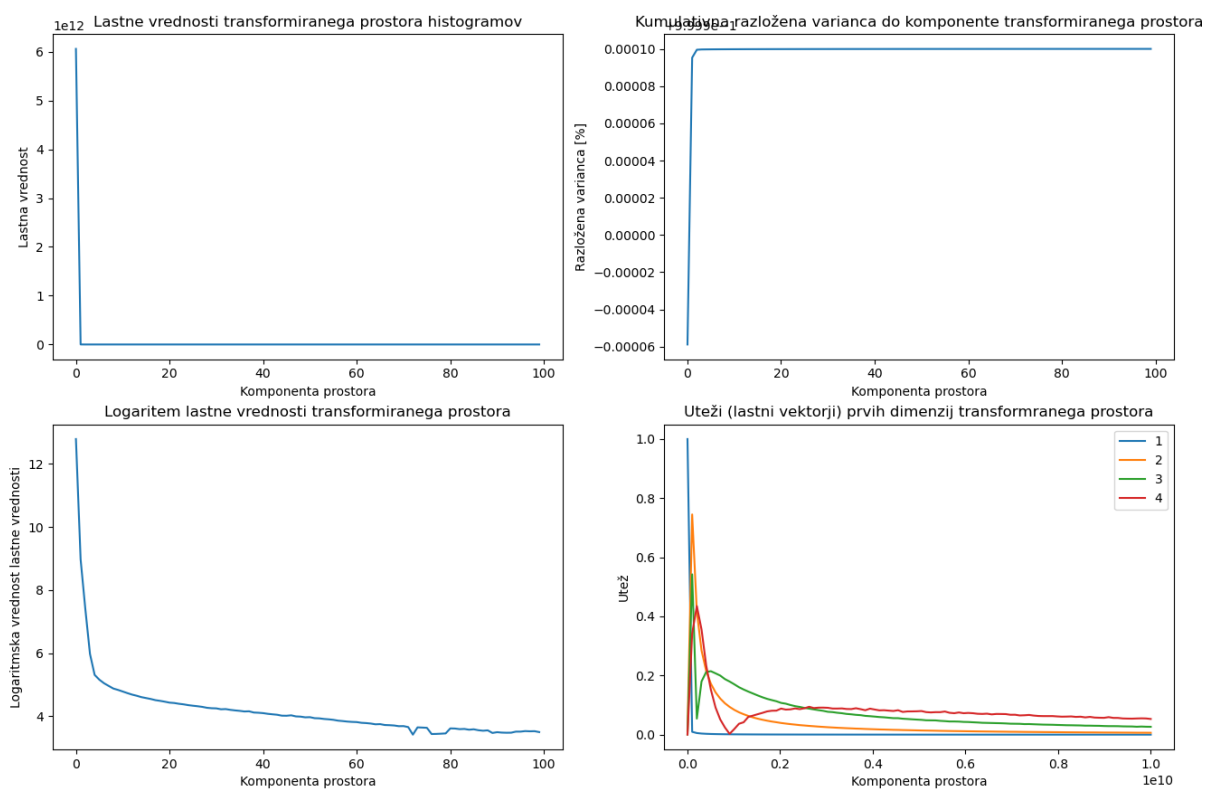 Lastne vrednosti transformiranega prostora histogramov
1e12
6
5
4
3
2
1
0
Lastna vrednost
0 20 40 60 80 100
Komponenta prostora
Kumulativna razložena varianca do komponente transformiranega prostora
+9.999e−1
0.00010
0.00008
0.00006
0.00004
0.00002
0.00000
−0.00002
−0.00004
−0.00006
Razložena varianca [%]
0 20 40 60 80 100
Komponenta prostora
Logaritem lastne vrednosti transformiranega prostora
12
10
8
6
4
Logaritmska vrednost lastne vrednosti
0 20 40 60 80 100
Komponenta prostora
Uteži (lastni vektorji) prvih dimenzij transformranega prostora
1.0
0.8
0.6
0.4
0.2
0.0
Utež
1
2
3
4
0.0 0.2 0.4 0.6 0.8 1.0
1e10
Komponenta prostora